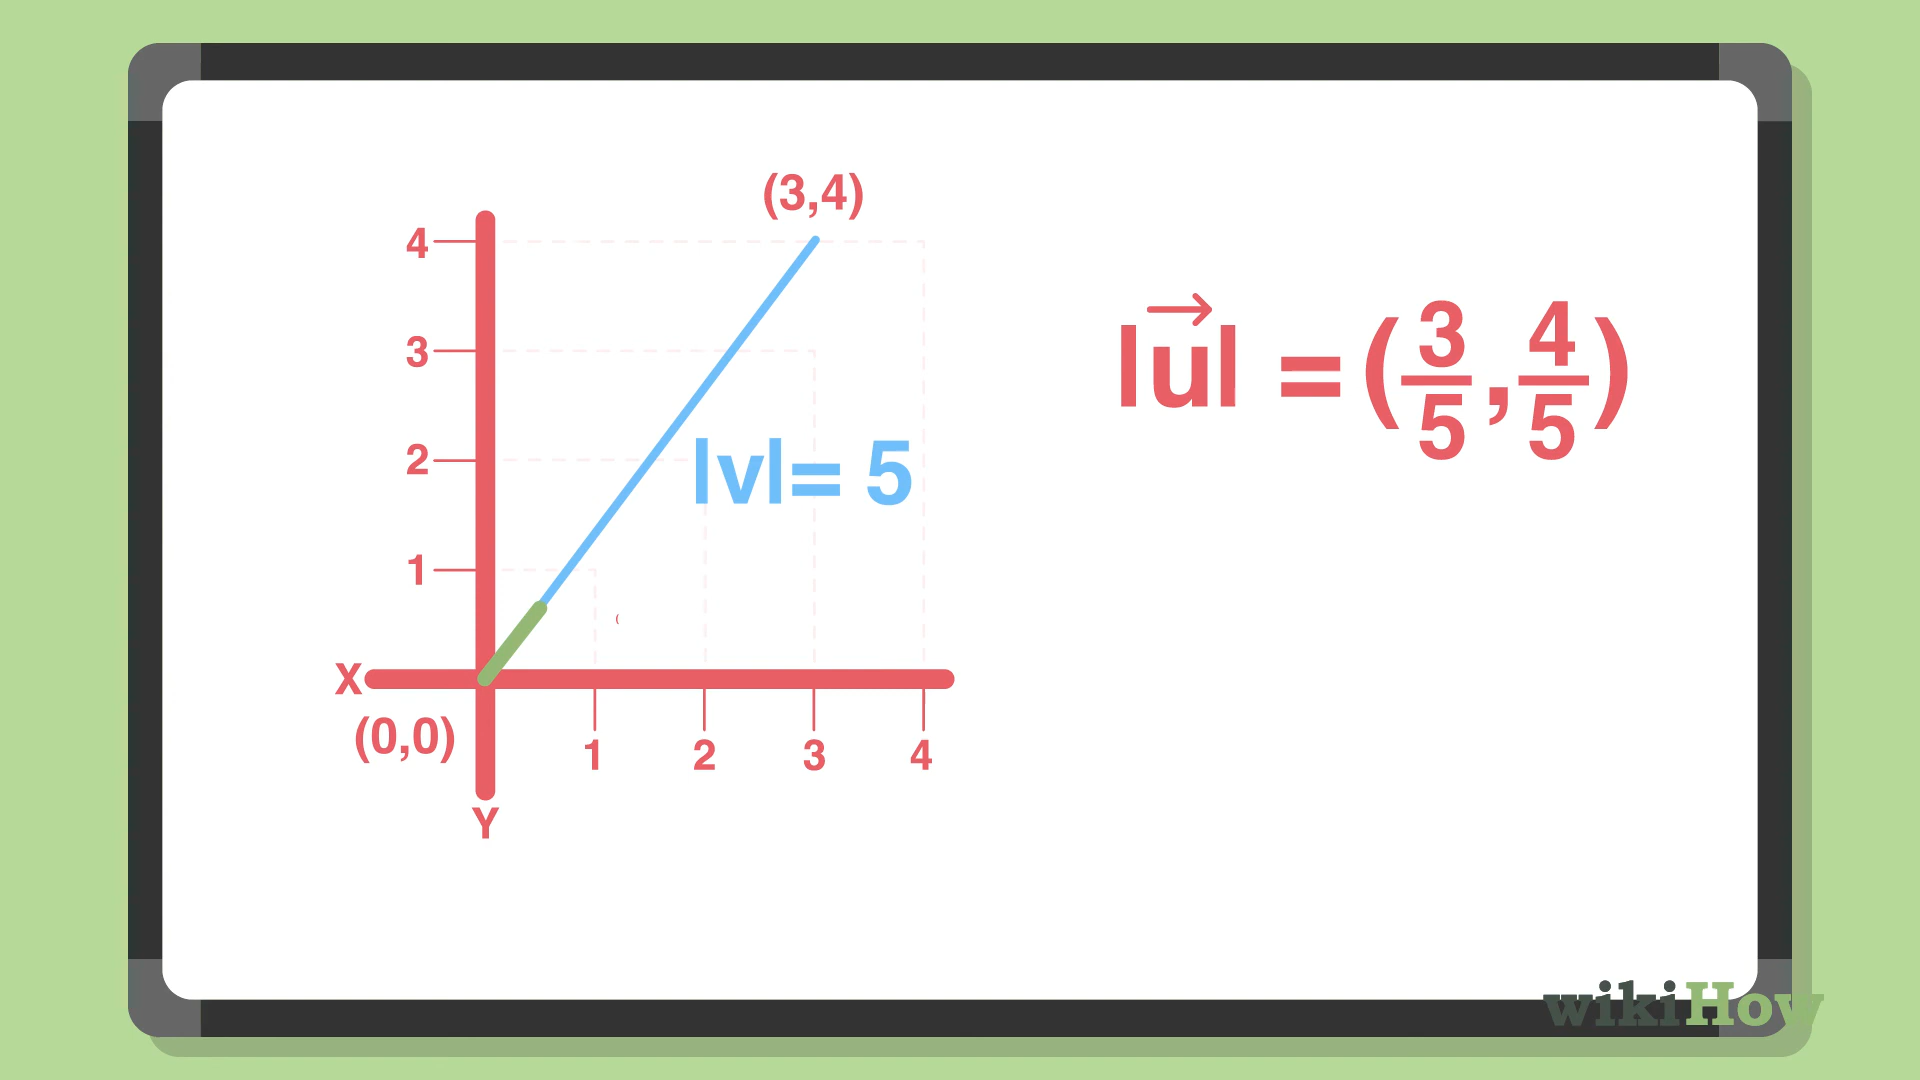 (3,4)
4
3
2
1
|v|= 5
X
(0,0)
1 2 3 4
Y
|u⃗| = (3/5, 4/5)
(
wikiHow